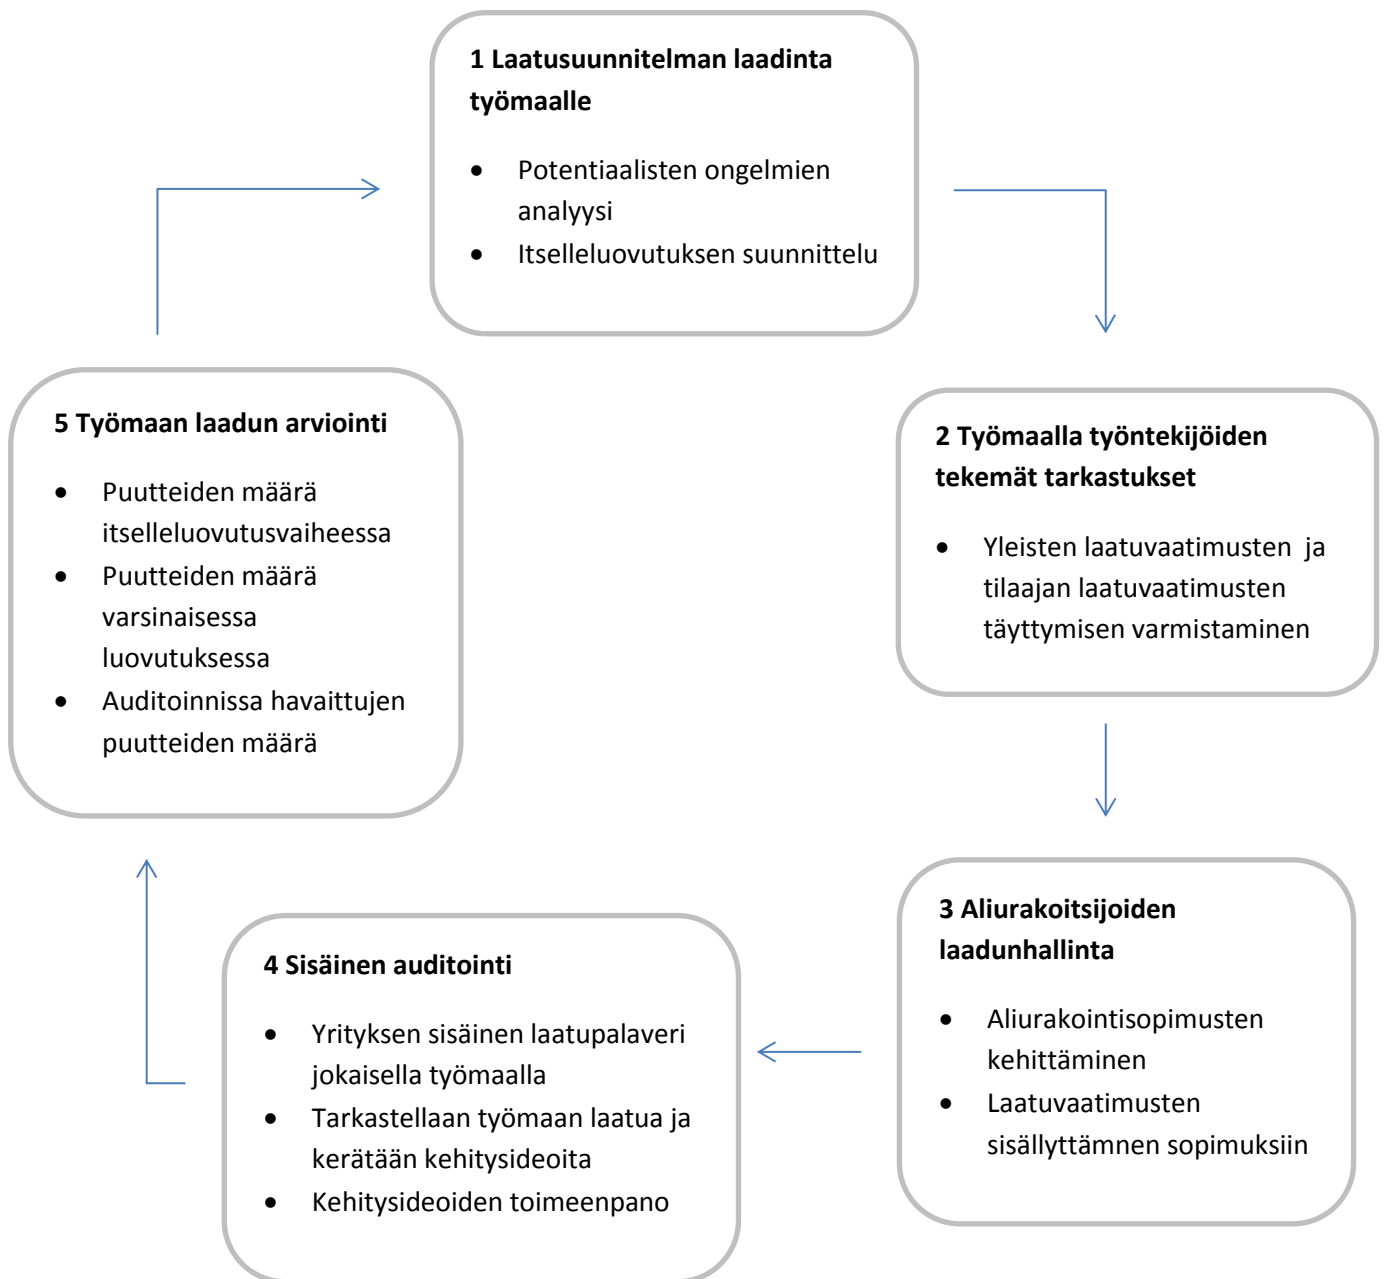 1 Laatusuunnitelman laadinta
työmaalle
• Potentiaalisten ongelmien
analyysi
• Itselleluovutuksen suunnittelu
2 Työmaalla työntekijöiden
tekemät tarkastukset
• Yleisten laatuvaatimusten ja
tilaajan laatuvaatimusten
täyttymisen varmistaminen
3 Aliurakoitsijoiden
laadunhallinta
• Aliurakointisopimusten
kehittäminen
• Laatuvaatimusten
sisällyttämnen sopimuksiin
4 Sisäinen auditointi
• Yrityksen sisäinen laatupalaveri
jokaisella työmaalla
• Tarkastellaan työmaan laatua ja
kerätään kehitysideoita
• Kehitysideoiden toimeenpano
5 Työmaan laadun arviointi
• Puutteiden määrä
itselleluovutusvaiheessa
• Puutteiden määrä
varsinaisessa
luovutuksessa
• Auditoinnissa havaittujen
puutteiden määrä